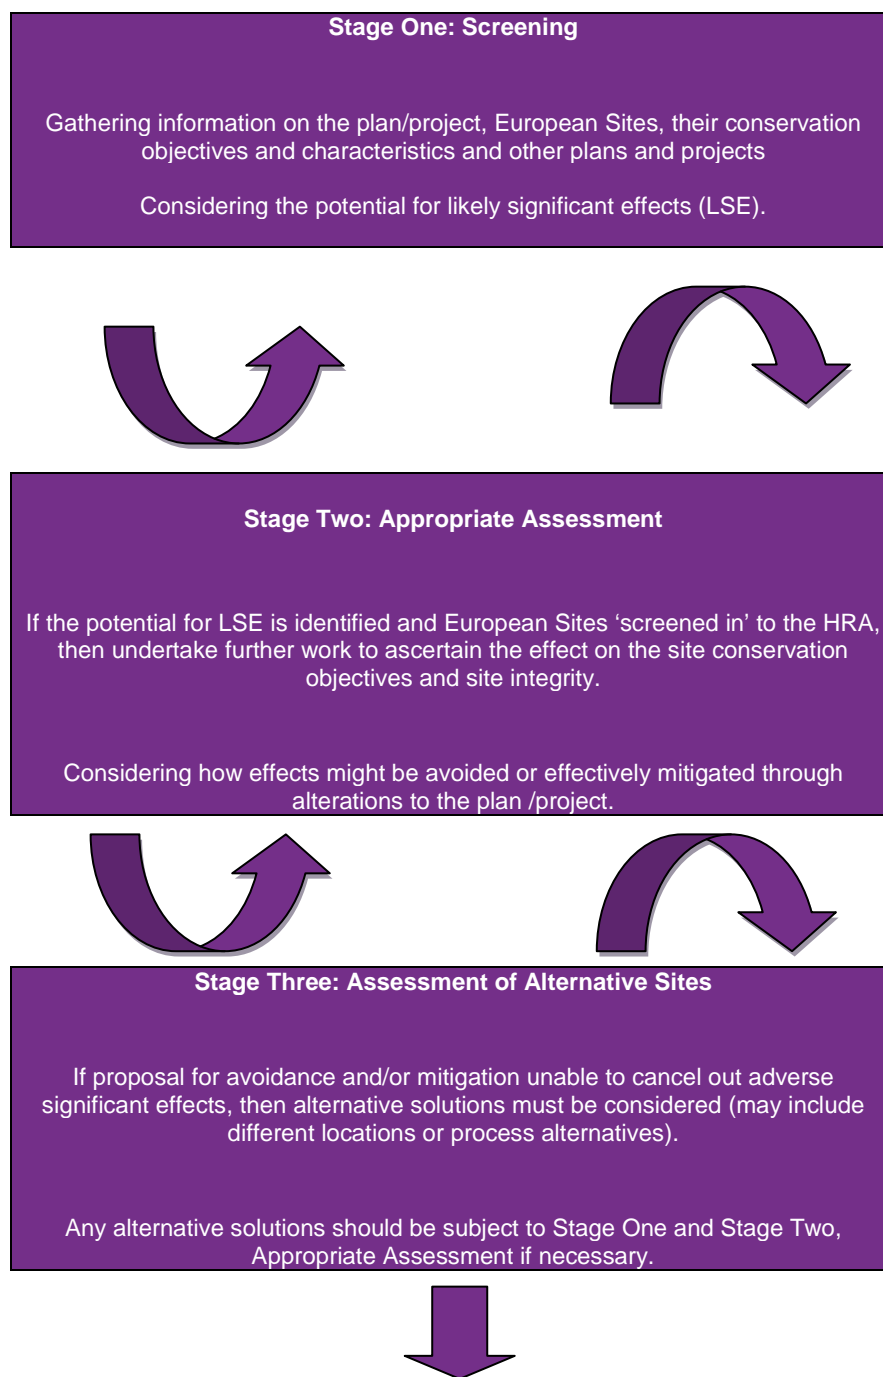 Stage One: Screening
Gathering information on the plan/project, European Sites, their conservation
objectives and characteristics and other plans and projects
Considering the potential for likely significant effects (LSE).
Stage Two: Appropriate Assessment
If the potential for LSE is identified and European Sites ‘screened in’ to the HRA,
then undertake further work to ascertain the effect on the site conservation
objectives and site integrity.
Considering how effects might be avoided or effectively mitigated through
alterations to the plan /project.
Stage Three: Assessment of Alternative Sites
If proposal for avoidance and/or mitigation unable to cancel out adverse
significant effects, then alternative solutions must be considered (may include
different locations or process alternatives).
Any alternative solutions should be subject to Stage One and Stage Two,
Appropriate Assessment if necessary.